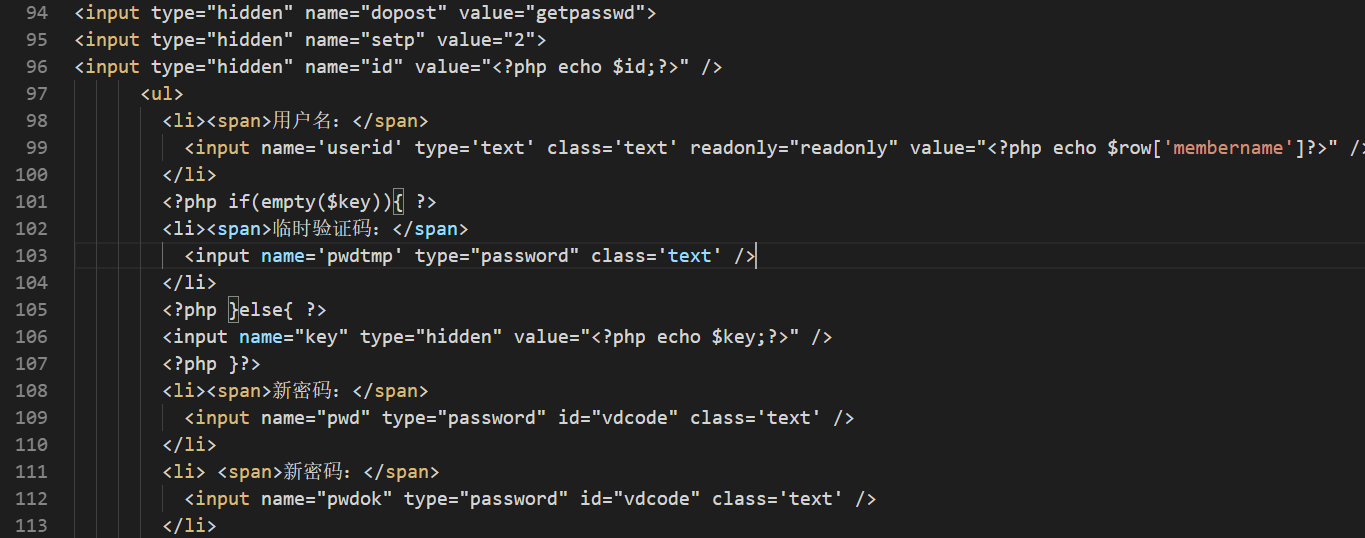 94 <input type="hidden" name="dopost" value="getpasswd">
95 <input type="hidden" name="setp" value="2">
96 <input type="hidden" name="id" value="<?php echo $id;?>" />
97 <ul>
98 <li><span>用户名：</span>
99 <input name='userid' type='text' class='text' readonly="readonly" value="<?php echo $row['membername']?>" />
100 </li>
101 <?php if(empty($key)){ ?>
102 <li><span>临时验证码：</span>
103 <input name='pwdtmp' type="password" class='text' />
104 </li>
105 <?php }else{ ?>
106 <input name="key" type="hidden" value="<?php echo $key;?>" />
107 <?php }?>
108 <li><span>新密码：</span>
109 <input name="pwd" type="password" id="vdcode" class='text' />
110 </li>
111 <li> <span>新密码：</span>
112 <input name="pwdok" type="password" id="vdcode" class='text' />
113 </li>